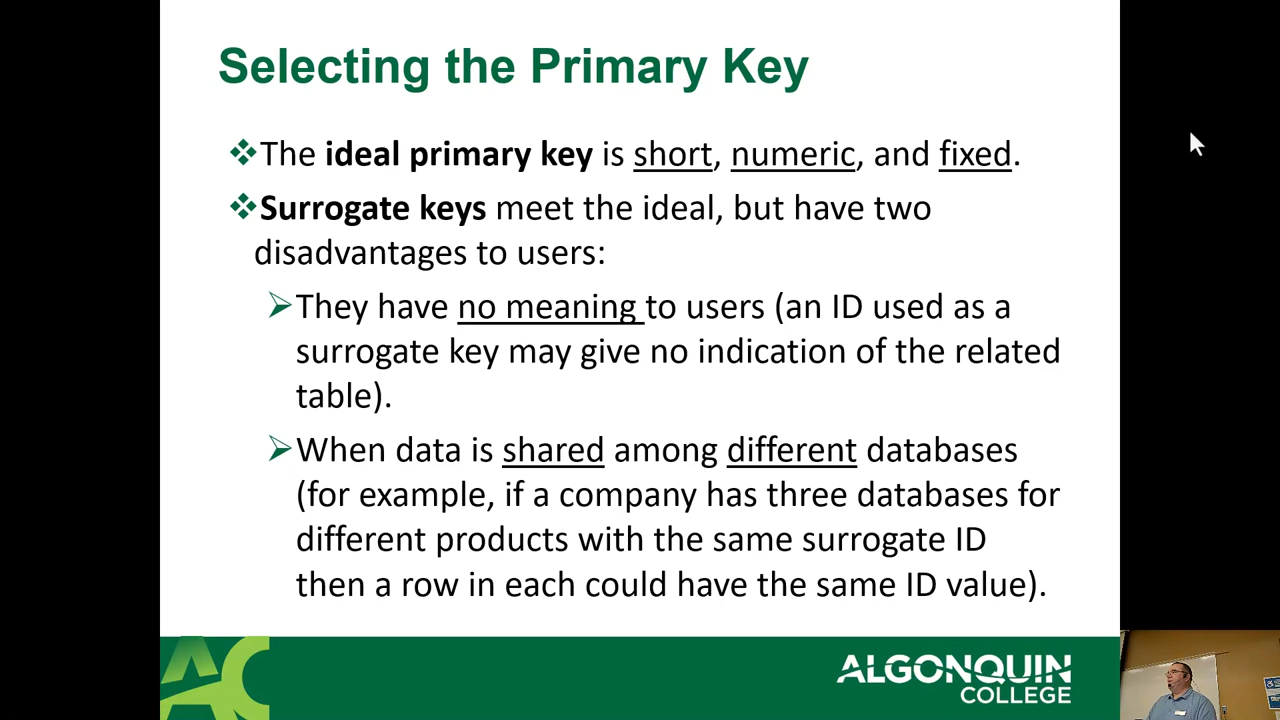 Selecting the Primary Key
❖The ideal primary key is short, numeric, and fixed.
❖Surrogate keys meet the ideal, but have two
disadvantages to users:
➢They have no meaning to users (an ID used as a
surrogate key may give no indication of the related
table).
➢When data is shared among different databases
(for example, if a company has three databases for
different products with the same surrogate ID
then a row in each could have the same ID value).
AC
ALGONQUIN
COLLEGE